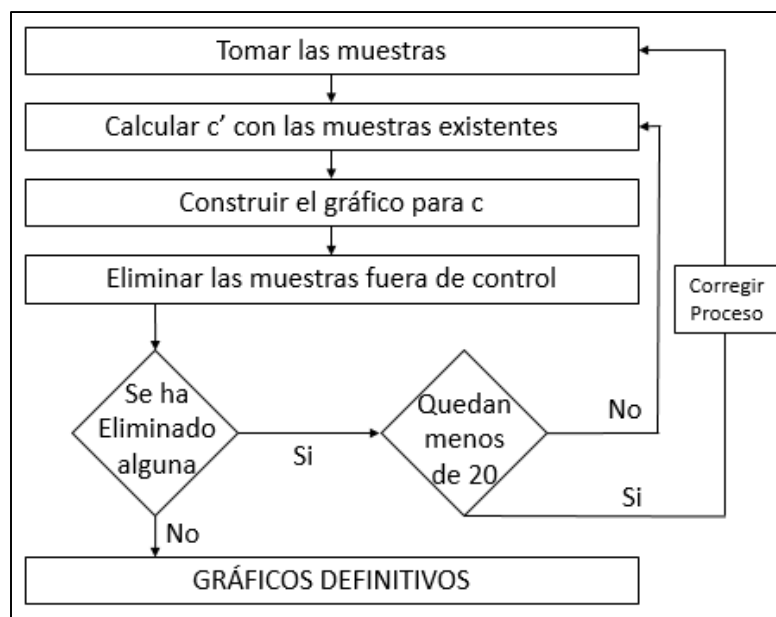 Tomar las muestras
Calcular c’ con las muestras existentes
Construir el gráfico para c
Eliminar las muestras fuera de control
Corregir
Proceso
Se ha
Eliminado
alguna
Si
Quedan
menos
de 20
No
Si
No
GRÁFICOS DEFINITIVOS